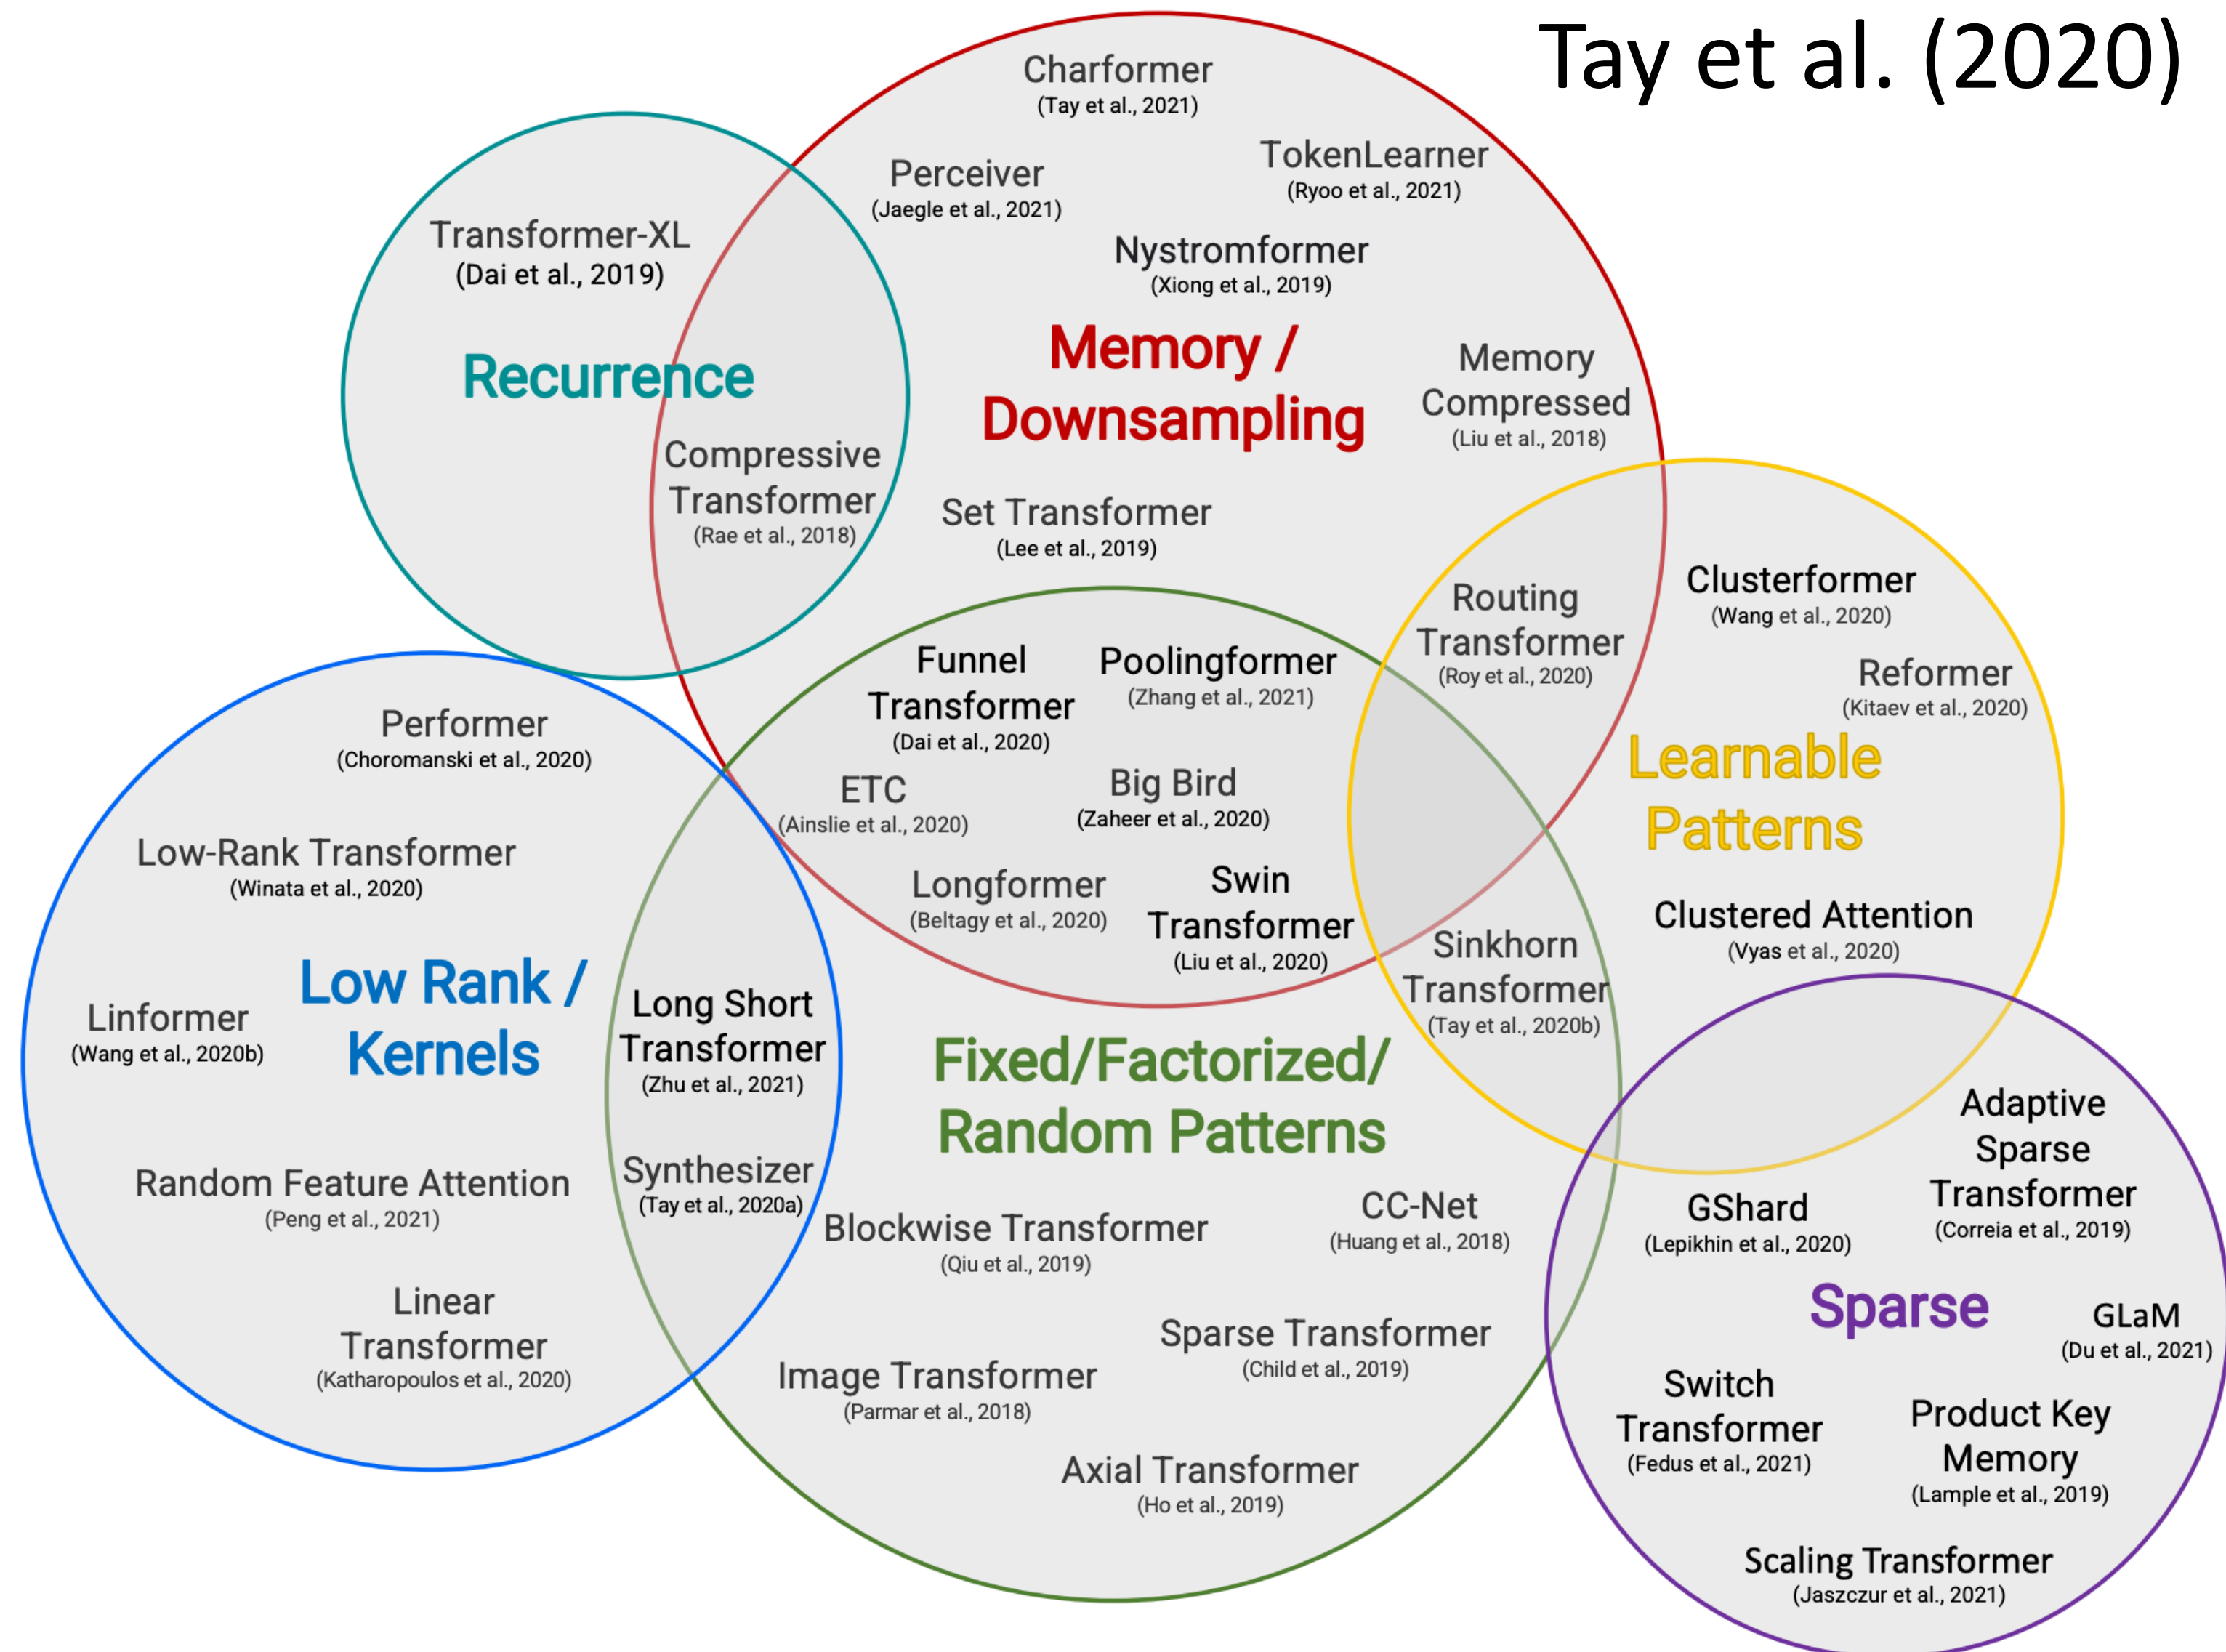 Tay et al. (2020)
Charformer
(Tay et al., 2021)
TokenLearner
(Ryoo et al., 2021)
Perceiver
(Jaegle et al., 2021)
Nystromformer
(Xiong et al., 2019)
Memory /
Downsampling
Memory
Compressed
(Liu et al., 2018)
Set Transformer
(Lee et al., 2019)
Transformer-XL
(Dai et al., 2019)
Recurrence
Compressive
Transformer
(Rae et al., 2018)
Funnel
Transformer
(Dai et al., 2020)
Poolingformer
(Zhang et al., 2021)
ETC
(Ainslie et al., 2020)
Big Bird
(Zaheer et al., 2020)
Longformer
(Beltagy et al., 2020)
Swin
Transformer
(Liu et al., 2020)
Routing
Transformer
(Roy et al., 2020)
Clusterformer
(Wang et al., 2020)
Reformer
(Kitaev et al., 2020)
Learnable
Patterns
Clustered Attention
(Vyas et al., 2020)
Sinkhorn
Transformer
(Tay et al., 2020b)
Performer
(Choromanski et al., 2020)
Low-Rank Transformer
(Winata et al., 2020)
Low Rank /
Kernels
Linformer
(Wang et al., 2020b)
Random Feature Attention
(Peng et al., 2021)
Linear
Transformer
(Katharopoulos et al., 2020)
Long Short
Transformer
(Zhu et al., 2021)
Synthesizer
(Tay et al., 2020a)
Fixed/Factorized/
Random Patterns
Blockwise Transformer
(Qiu et al., 2019)
CC-Net
(Huang et al., 2018)
Sparse Transformer
(Child et al., 2019)
Image Transformer
(Parmar et al., 2018)
Axial Transformer
(Ho et al., 2019)
Adaptive
Sparse
Transformer
(Correia et al., 2019)
GShard
(Lepikhin et al., 2020)
Sparse
GLaM
(Du et al., 2021)
Switch
Transformer
(Fedus et al., 2021)
Product Key
Memory
(Lample et al., 2019)
Scaling Transformer
(Jaszczur et al., 2021)